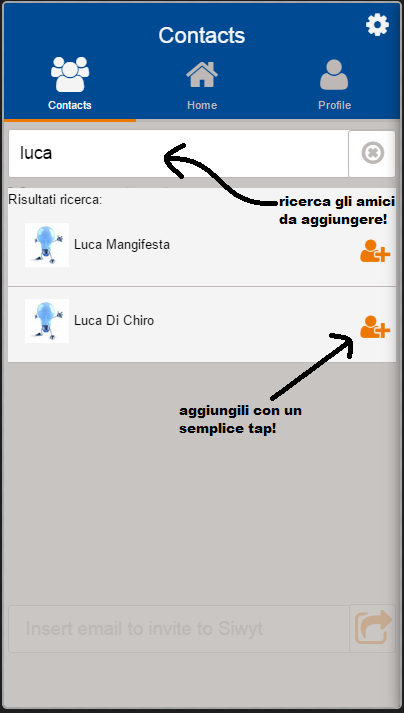 Contacts
Contacts
Home
Profile
luca
ricerca gli amici
da aggiungere!
Risultati ricerca:
Luca Mangifesta
Luca Di Chiro
aggiungili con un
semplice tap!
Insert email to invite to Siwyt